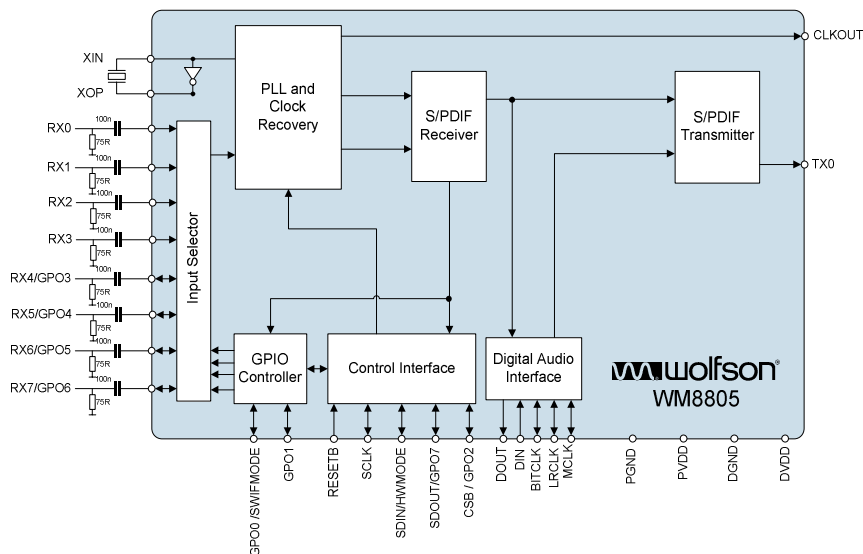 XIN
XOP
PLL and
Clock
Recovery
CLKOUT
S/PDIF
Receiver
S/PDIF
Transmitter
TX0
RX0
100n
75R
RX1
100n
75R
RX2
100n
75R
RX3
100n
75R
RX4/GPO3
100n
75R
RX5/GPO4
100n
75R
RX6/GPO5
100n
75R
RX7/GPO6
100n
75R
Input Selector
GPIO
Controller
Control Interface
Digital Audio
Interface
wolfson®
WM8805
GPO0 /SWIFMODE
GPO1
RESETB
SCLK
SDIN/HWMODE
SDOUT/GPO7
CSB / GPO2
DOUT
DIN
BITCLK
LRCLK
MCLK
PGND
PVDD
DGND
DVDD